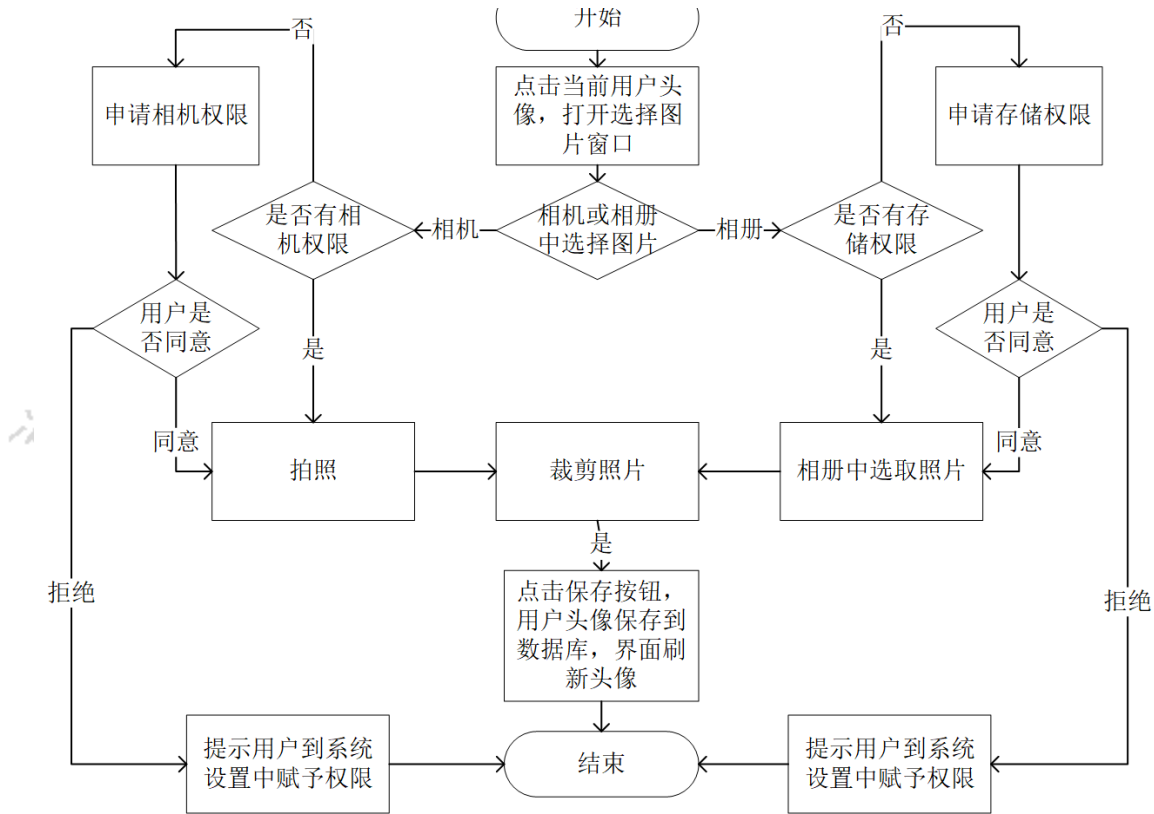 开始
否
否
申请相机权限
点击当前用户头
像，打开选择图
片窗口
申请存储权限
是否有相
机权限
相机
相机或相册
中选择图片
相册
是否有存
储权限
用户是
否同意
是
是
用户是
否同意
同意
拍照
裁剪照片
相册中选取照片
同意
是
拒绝
点击保存按钮，
用户头像保存到
数据库，界面刷
新头像
拒绝
提示用户到系统
设置中赋予权限
结束
提示用户到系统
设置中赋予权限